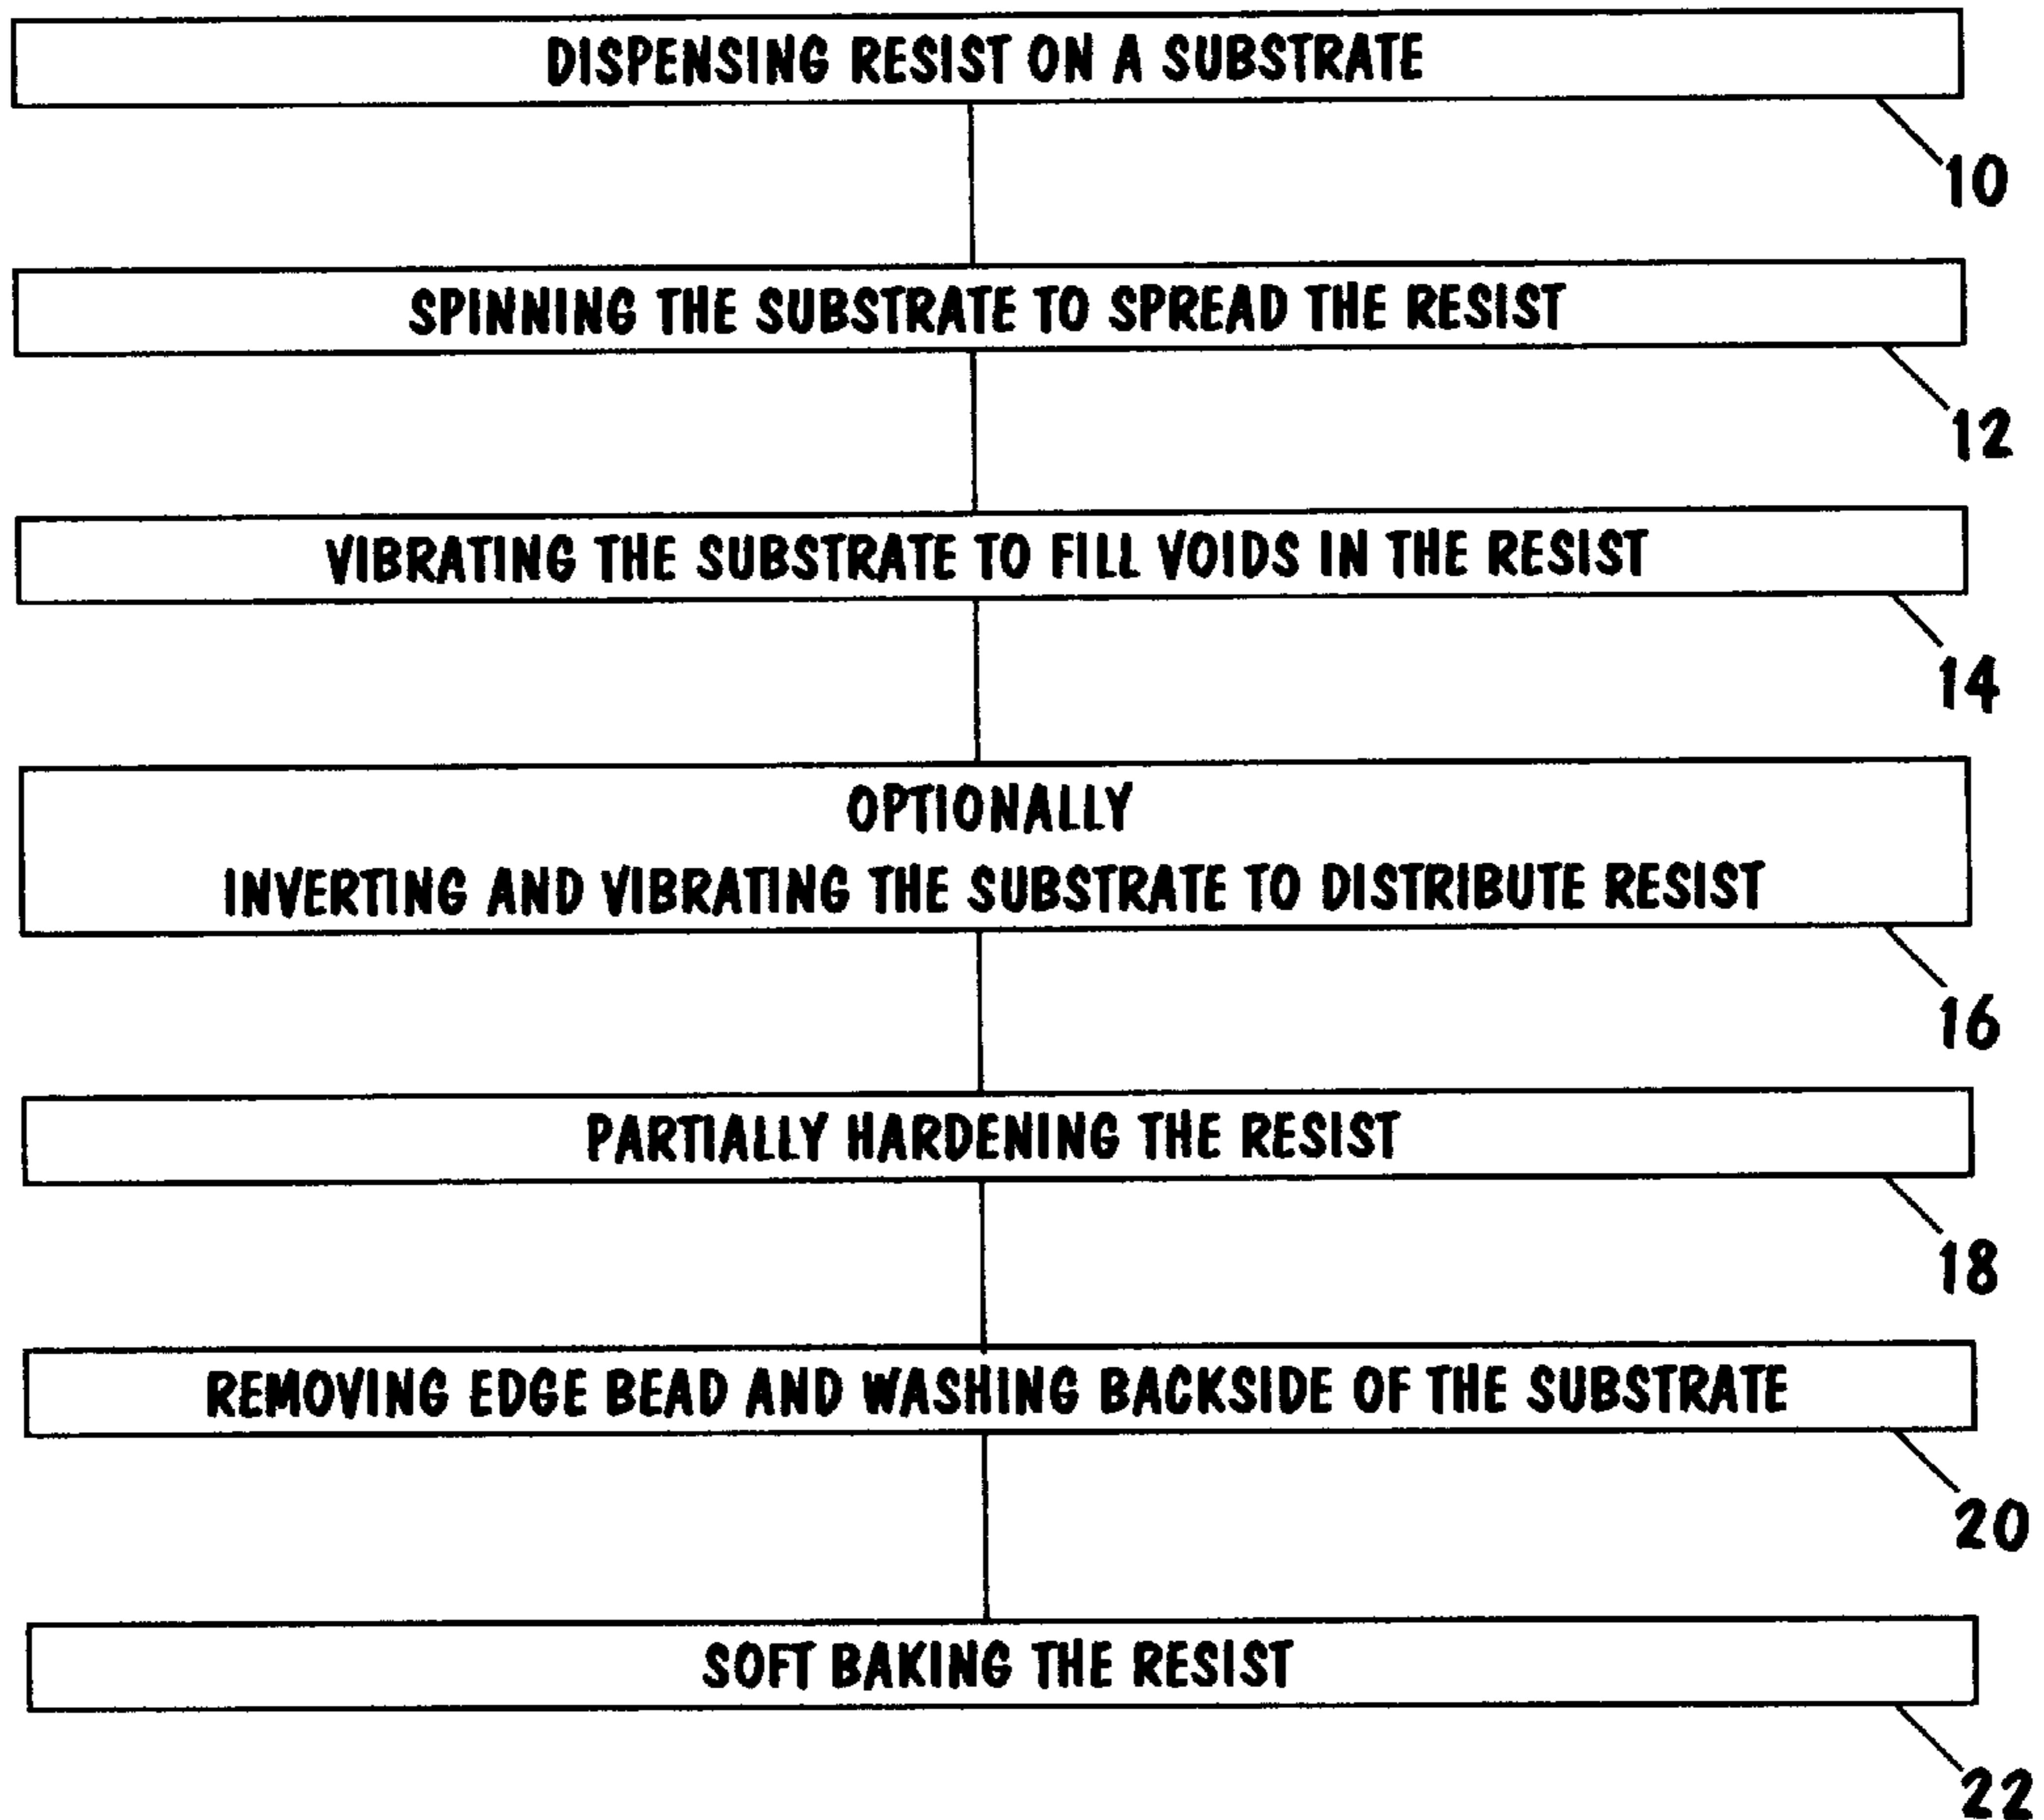 DISPENSING RESIST ON A SUBSTRATE
10
SPINNING THE SUBSTRATE TO SPREAD THE RESIST
12
VIBRATING THE SUBSTRATE TO FILL VOIDS IN THE RESIST
14
OPTIONALLY
INVERTING AND VIBRATING THE SUBSTRATE TO DISTRIBUTE RESIST
16
PARTIALLY HARDENING THE RESIST
18
REMOVING EDGE BEAD AND WASHING BACKSIDE OF THE SUBSTRATE
20
SOFT BAKING THE RESIST
22